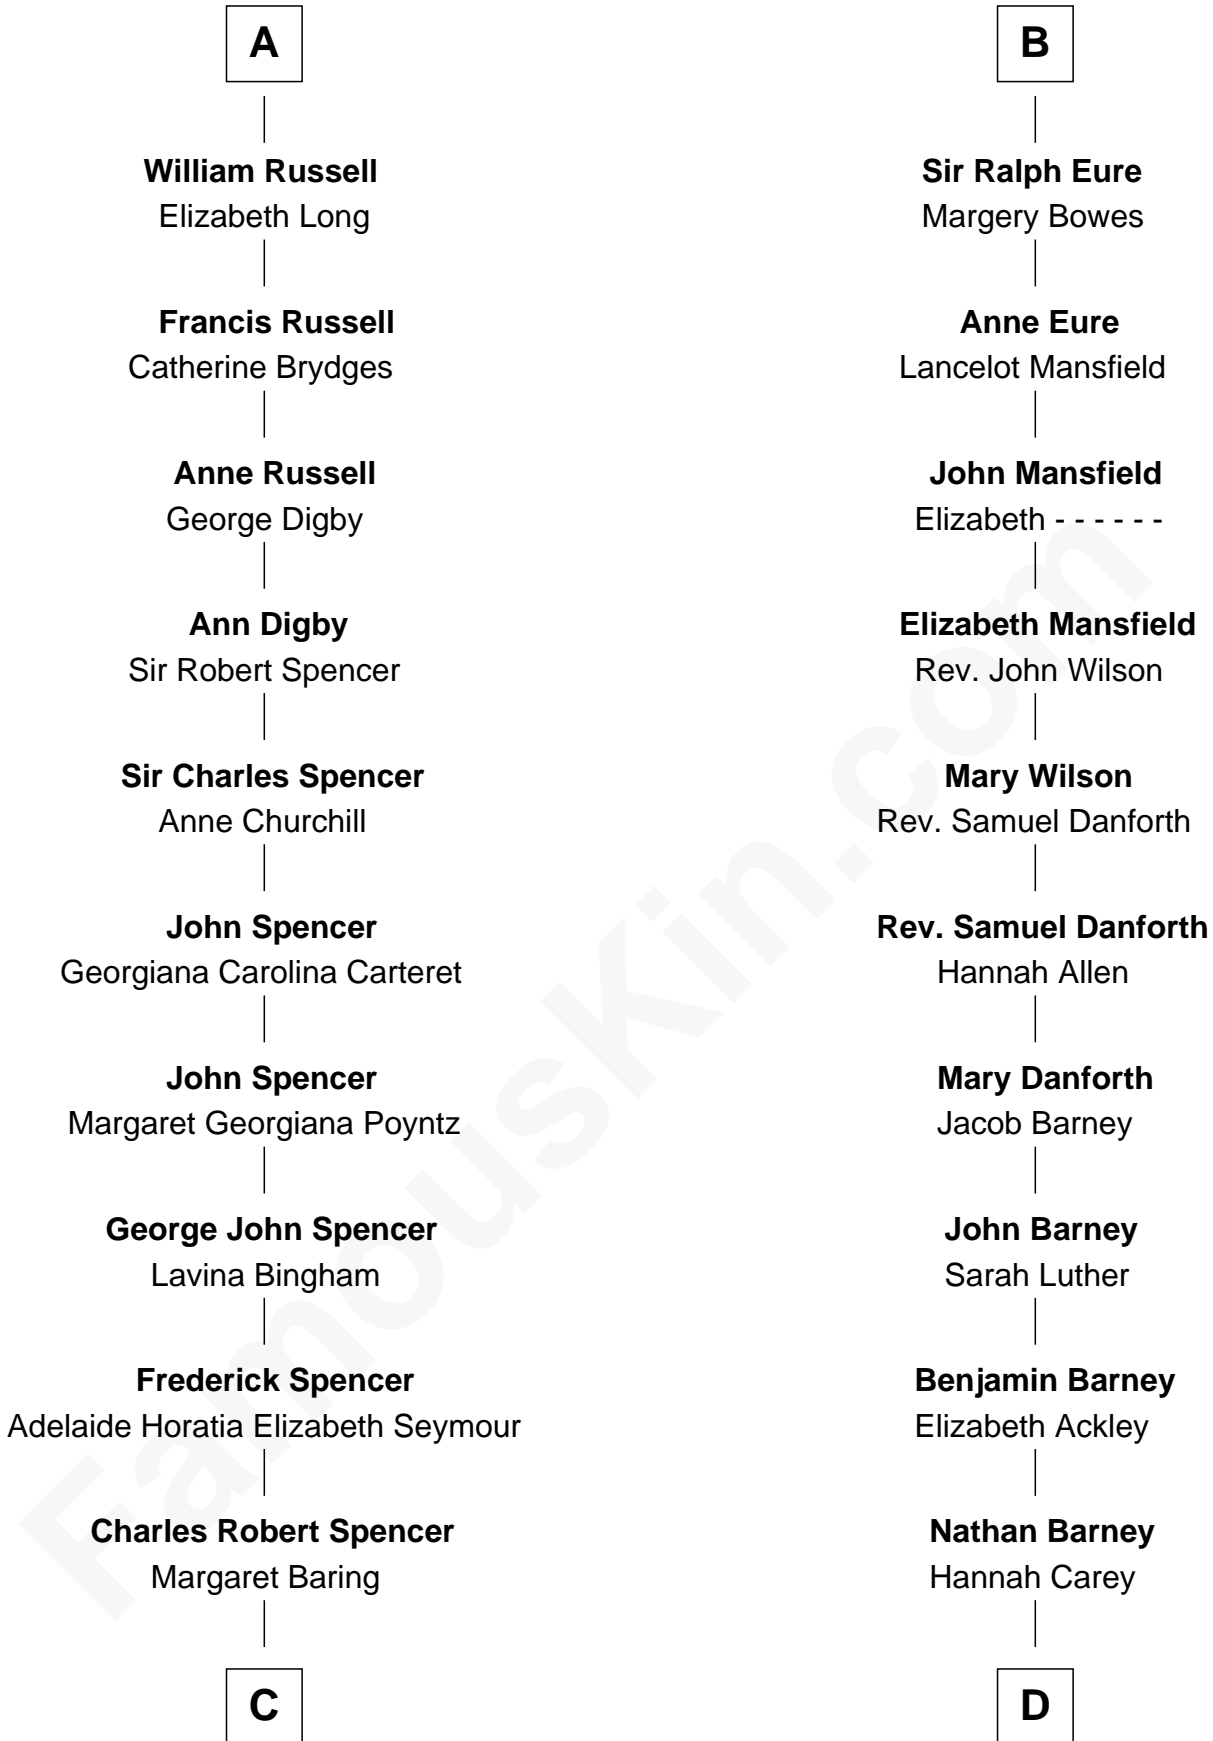 A
William Russell
Elizabeth Long
Francis Russell
Catherine Brydges
Anne Russell
George Digby
Ann Digby
Sir Robert Spencer
Sir Charles Spencer
Anne Churchill
John Spencer
Georgiana Carolina Carteret
John Spencer
Margaret Georgiana Poyntz
George John Spencer
Lavina Bingham
Frederick Spencer
Adelaide Horatia Elizabeth Seymour
Charles Robert Spencer
Margaret Baring
C
B
Sir Ralph Eure
Margery Bowes
Anne Eure
Lancelot Mansfield
John Mansfield
Elizabeth - - - - - -
Elizabeth Mansfield
Rev. John Wilson
Mary Wilson
Rev. Samuel Danforth
Rev. Samuel Danforth
Hannah Allen
Mary Danforth
Jacob Barney
John Barney
Sarah Luther
Benjamin Barney
Elizabeth Ackley
Nathan Barney
Hannah Carey
D
FamousKin.com